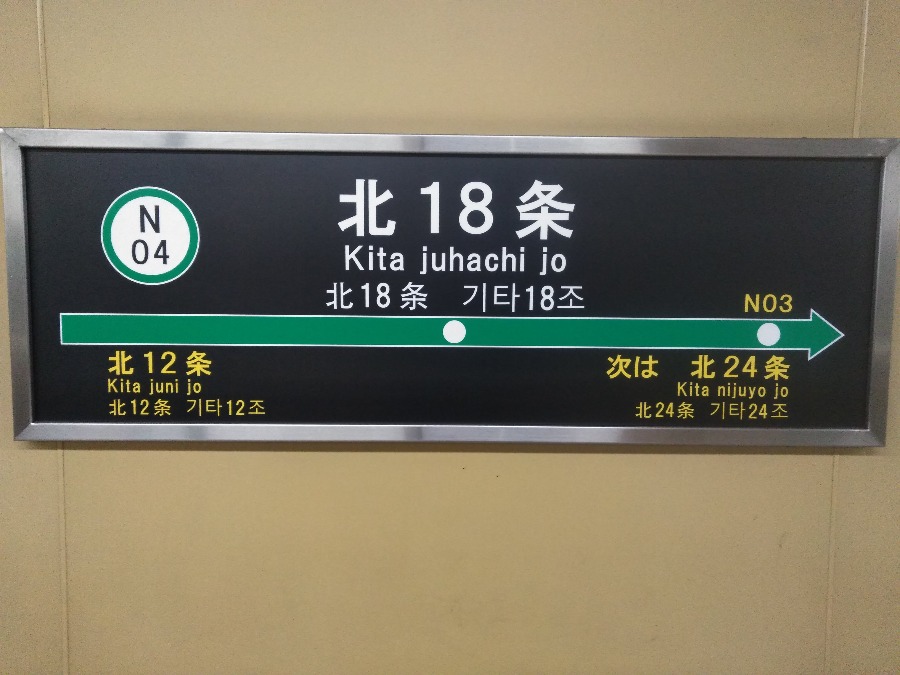 N
04
北18条
Kita juhachi jo
北18条 기타18조
N03
北12条
Kita juni jo
北12条 기타12조
次は 北24条
Kita nijuyo jo
北24条 기타24조